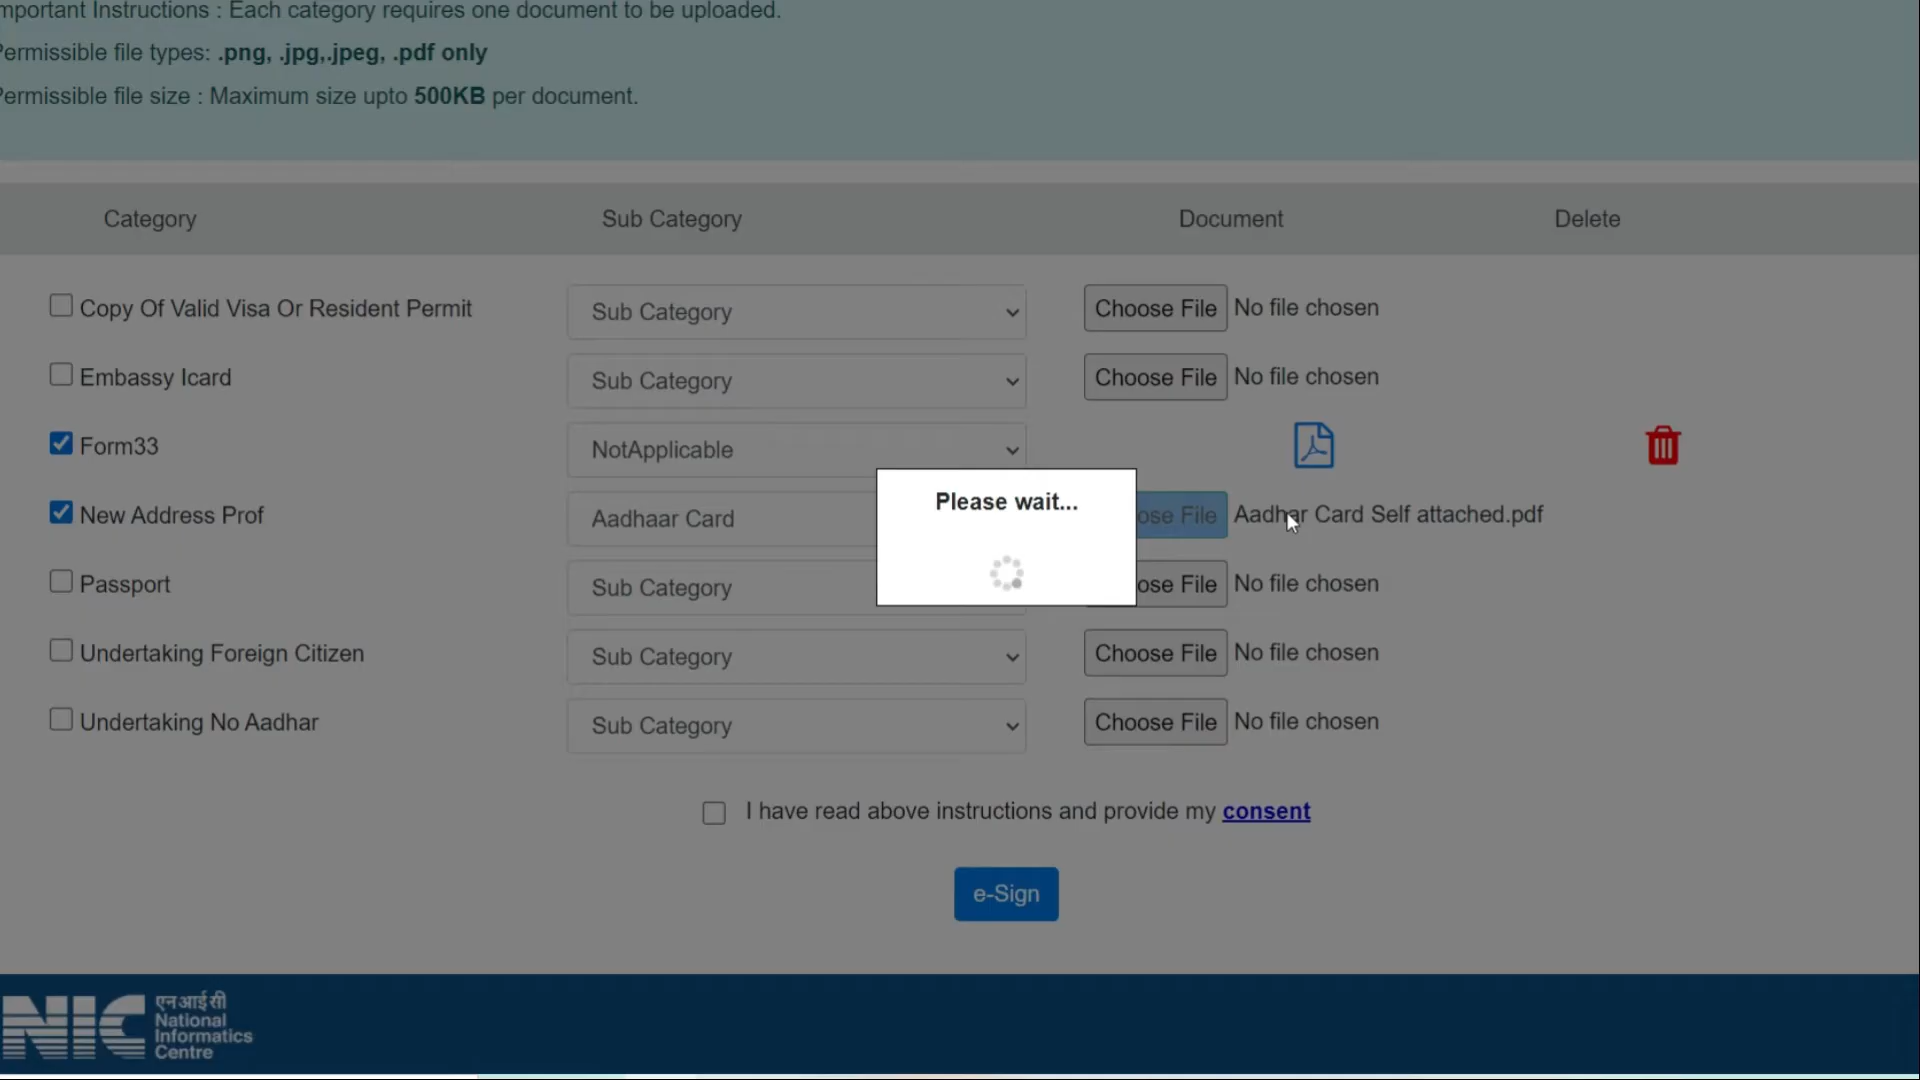 mportant Instructions : Each category requires one document to be uploaded.
Permissible file types: .png, .jpg,.jpeg, .pdf only
Permissible file size : Maximum size upto 500KB per document.
Category Sub Category Document Delete
Copy Of Valid Visa Or Resident Permit Sub Category Choose File No file chosen
Embassy Icard Sub Category Choose File No file chosen
Form33 NotApplicable
Please wait...
New Address Prof Aadhaar Card ose File Aadhar Card Self attached.pdf
Passport Sub Category ose File No file chosen
Undertaking Foreign Citizen Sub Category Choose File No file chosen
Undertaking No Aadhar Sub Category Choose File No file chosen
I have read above instructions and provide my consent
e-Sign
NIC
एन आई सी
National
Informatics
Centre